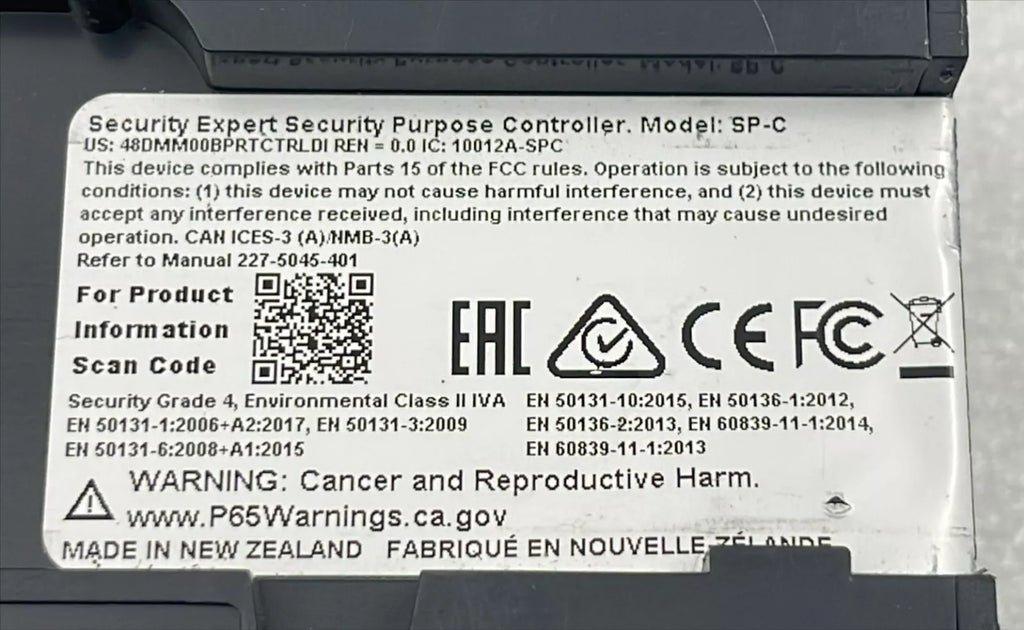 Security Expert Security Purpose Controller. Model: SP-C
US: 48DMM00BPRTCTRLDI REN = 0.0 IC: 10012A-SPC
This device complies with Parts 15 of the FCC rules. Operation is subject to the following
conditions: (1) this device may not cause harmful interference, and (2) this device must
accept any interference received, including interference that may cause undesired
operation. CAN ICES-3 (A)/NMB-3(A)
Refer to Manual 227-5045-401
For Product
Information
Scan Code
EAC
CE FC
Security Grade 4, Environmental Class II IVA
EN 50131-1:2006+A2:2017, EN 50131-3:2009
EN 50131-6:2008+A1:2015
EN 50131-10:2015, EN 50136-1:2012,
EN 50136-2:2013, EN 60839-11-1:2014,
EN 60839-11-1:2013
WARNING: Cancer and Reproductive Harm.
www.P65Warnings.ca.gov
MADE IN NEW ZEALAND FABRIQUÉ EN NOUVELLE ZÉLANDE